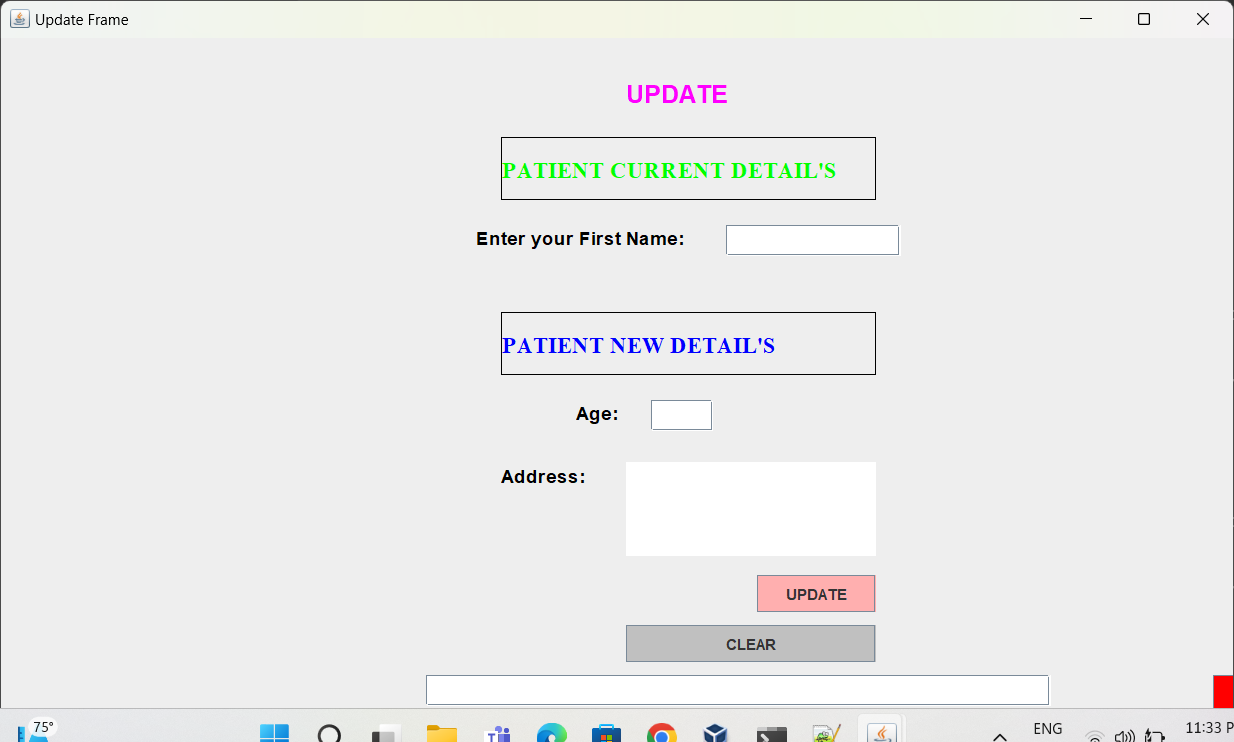 Update Frame
UPDATE
PATIENT CURRENT DETAIL'S
Enter your First Name:
PATIENT NEW DETAIL'S
Age:
Address:
UPDATE
CLEAR
75°
ENG
11:33 P